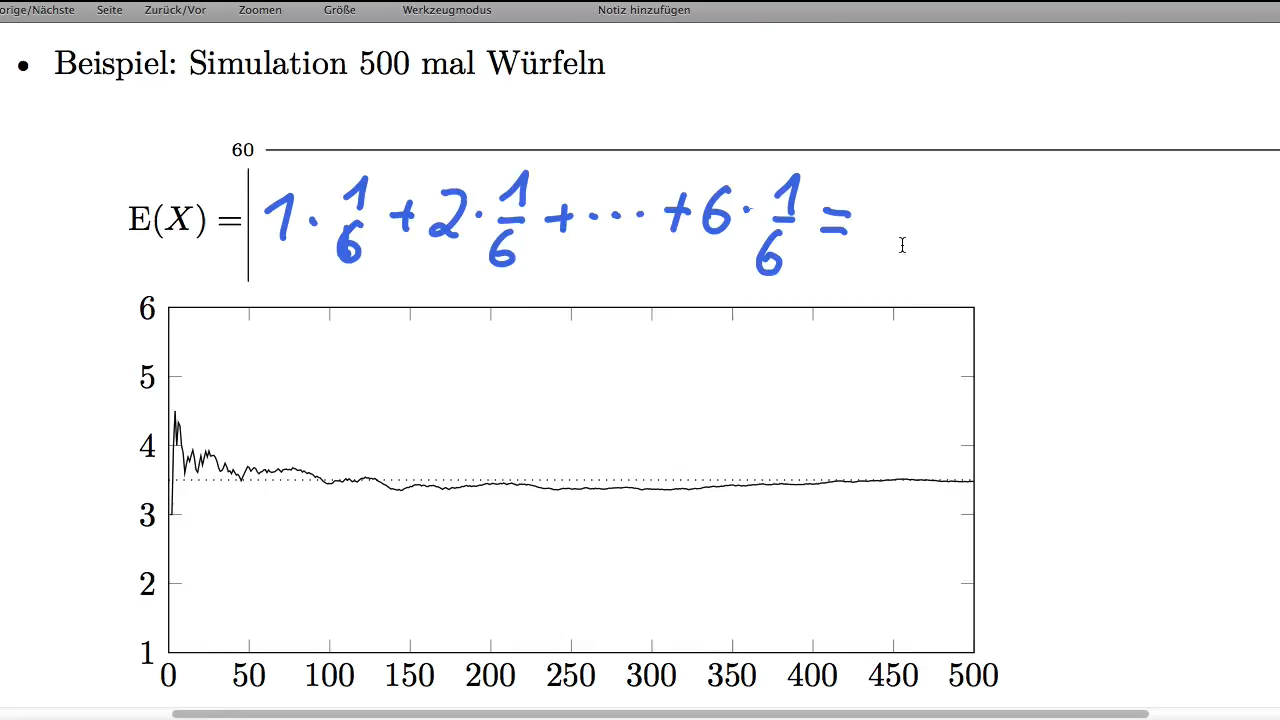 orige/Nächste Seite Zurück/Vor Zoomen Größe Werkzeugmodus Notiz hinzufügen
• Beispiel: Simulation 500 mal Würfeln
60
E(X) = 1 · 1/6 + 2 · 1/6 + ··· + 6 · 1/6 =
6
5
4
3
2
1
0 50 100 150 200 250 300 350 400 450 500